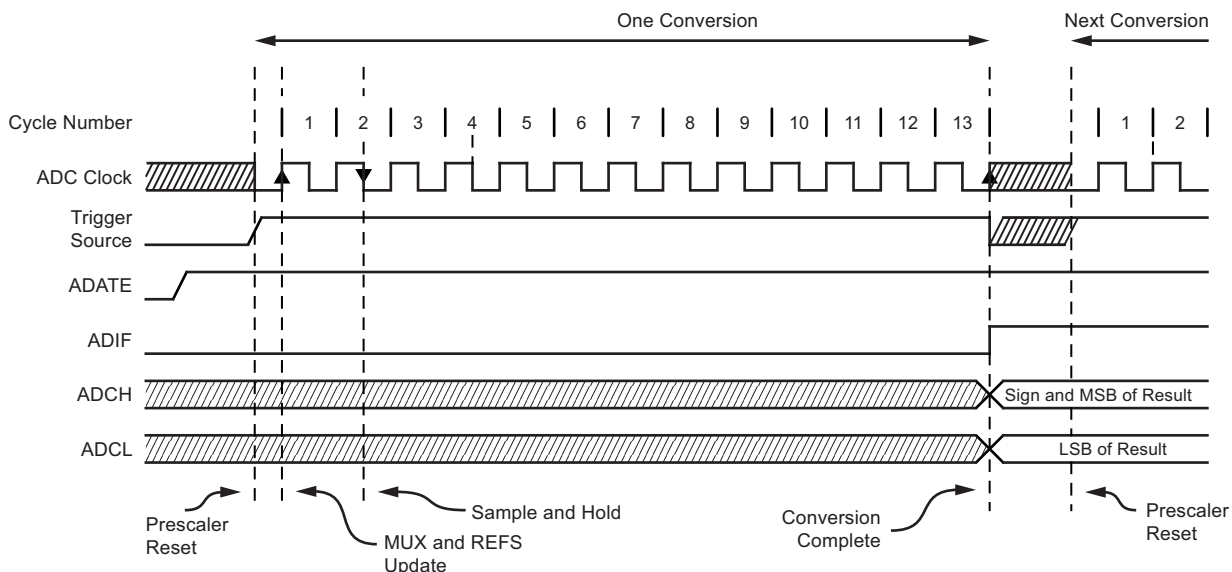 One Conversion
Next Conversion
Cycle Number
1 2 3 4 5 6 7 8 9 10 11 12 13 1 2
ADC Clock
Trigger
Source
ADATE
ADIF
ADCH
Sign and MSB of Result
ADCL
LSB of Result
Prescaler
Reset
MUX and REFS
Update
Sample and Hold
Conversion
Complete
Prescaler
Reset